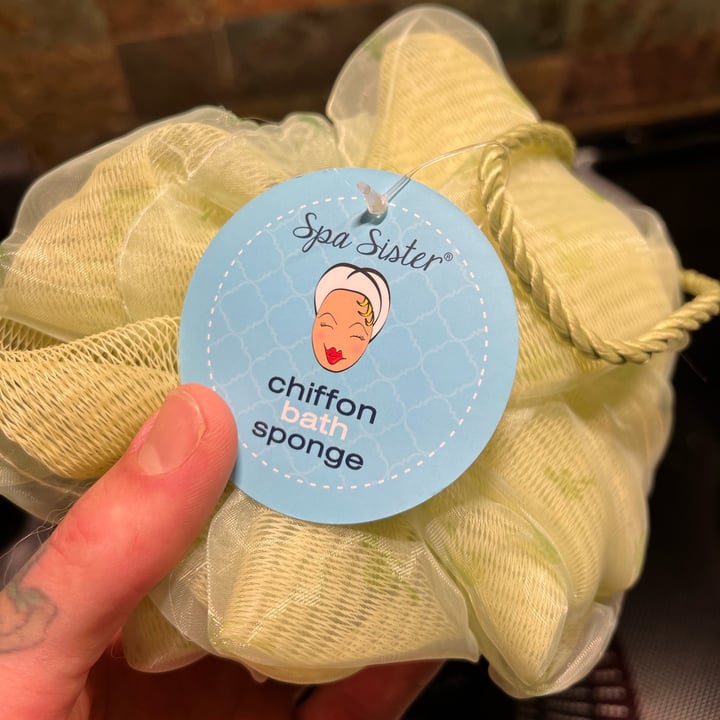 Spa Sister®
chiffon
bath
sponge